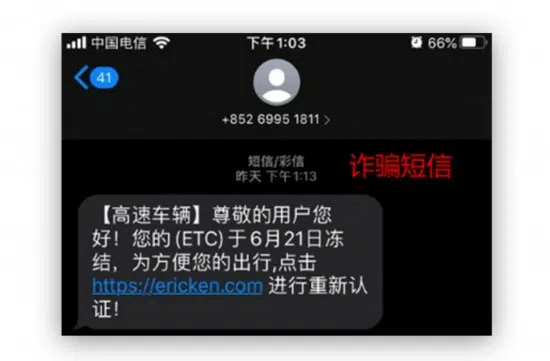 中国电信
下午1:03
66%
41
+852 6995 1811 >
短信/彩信
昨天 下午1:13
诈骗短信
【高速车辆】尊敬的用户您
好！您的(ETC)于6月21日冻
结，为方便您的出行,点击
https://ericken.com 进行重新认
证！